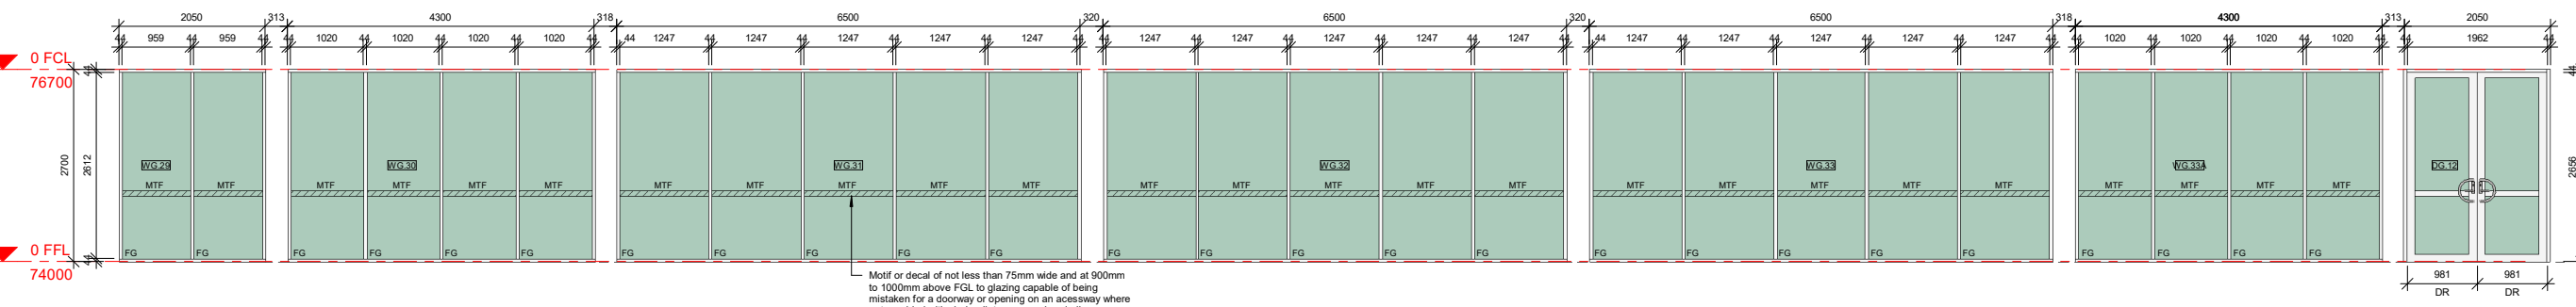 2050 313 4300 318 6500 320 6500 320 6500 318 4300 313 2050
44 959 44 959 44 44 1020 44 1020 44 1020 44 1020 44 44 1247 44 1247 44 1247 44 1247 44 1247 44 44 1247 44 1247 44 1247 44 1247 44 1247 44 44 1247 44 1247 44 1247 44 1247 44 1247 44 44 1020 44 1020 44 1020 44 1020 44 44 1962 44
0 FCL
76700
44 44
2700 2612 2656
WG.29 WG.30 WG.31 WG.32 WG.33 WG.33A DG.12
MTF MTF MTF MTF MTF MTF MTF MTF MTF MTF MTF MTF MTF MTF MTF MTF MTF MTF MTF MTF MTF MTF MTF MTF MTF
FG FG FG FG FG FG FG FG FG FG FG FG FG FG FG FG FG FG FG FG FG FG FG FG FG
0 FFL
44
74000
Motif or decal of not less than 75mm wide and at 900mm
to 1000mm above FGL to glazing capable of being
mistaken for a doorway or opening on an acessway where
981 981
DR DR